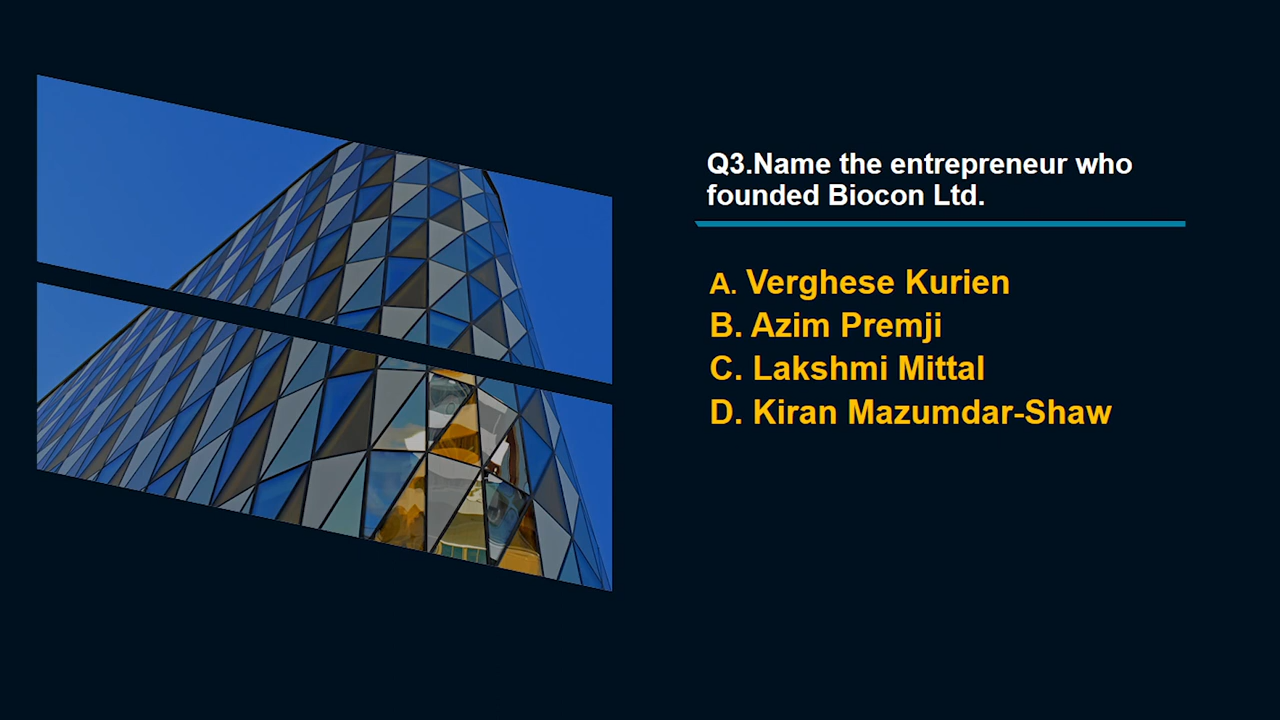 Q3.Name the entrepreneur who
founded Biocon Ltd.
A. Verghese Kurien
B. Azim Premji
C. Lakshmi Mittal
D. Kiran Mazumdar-Shaw